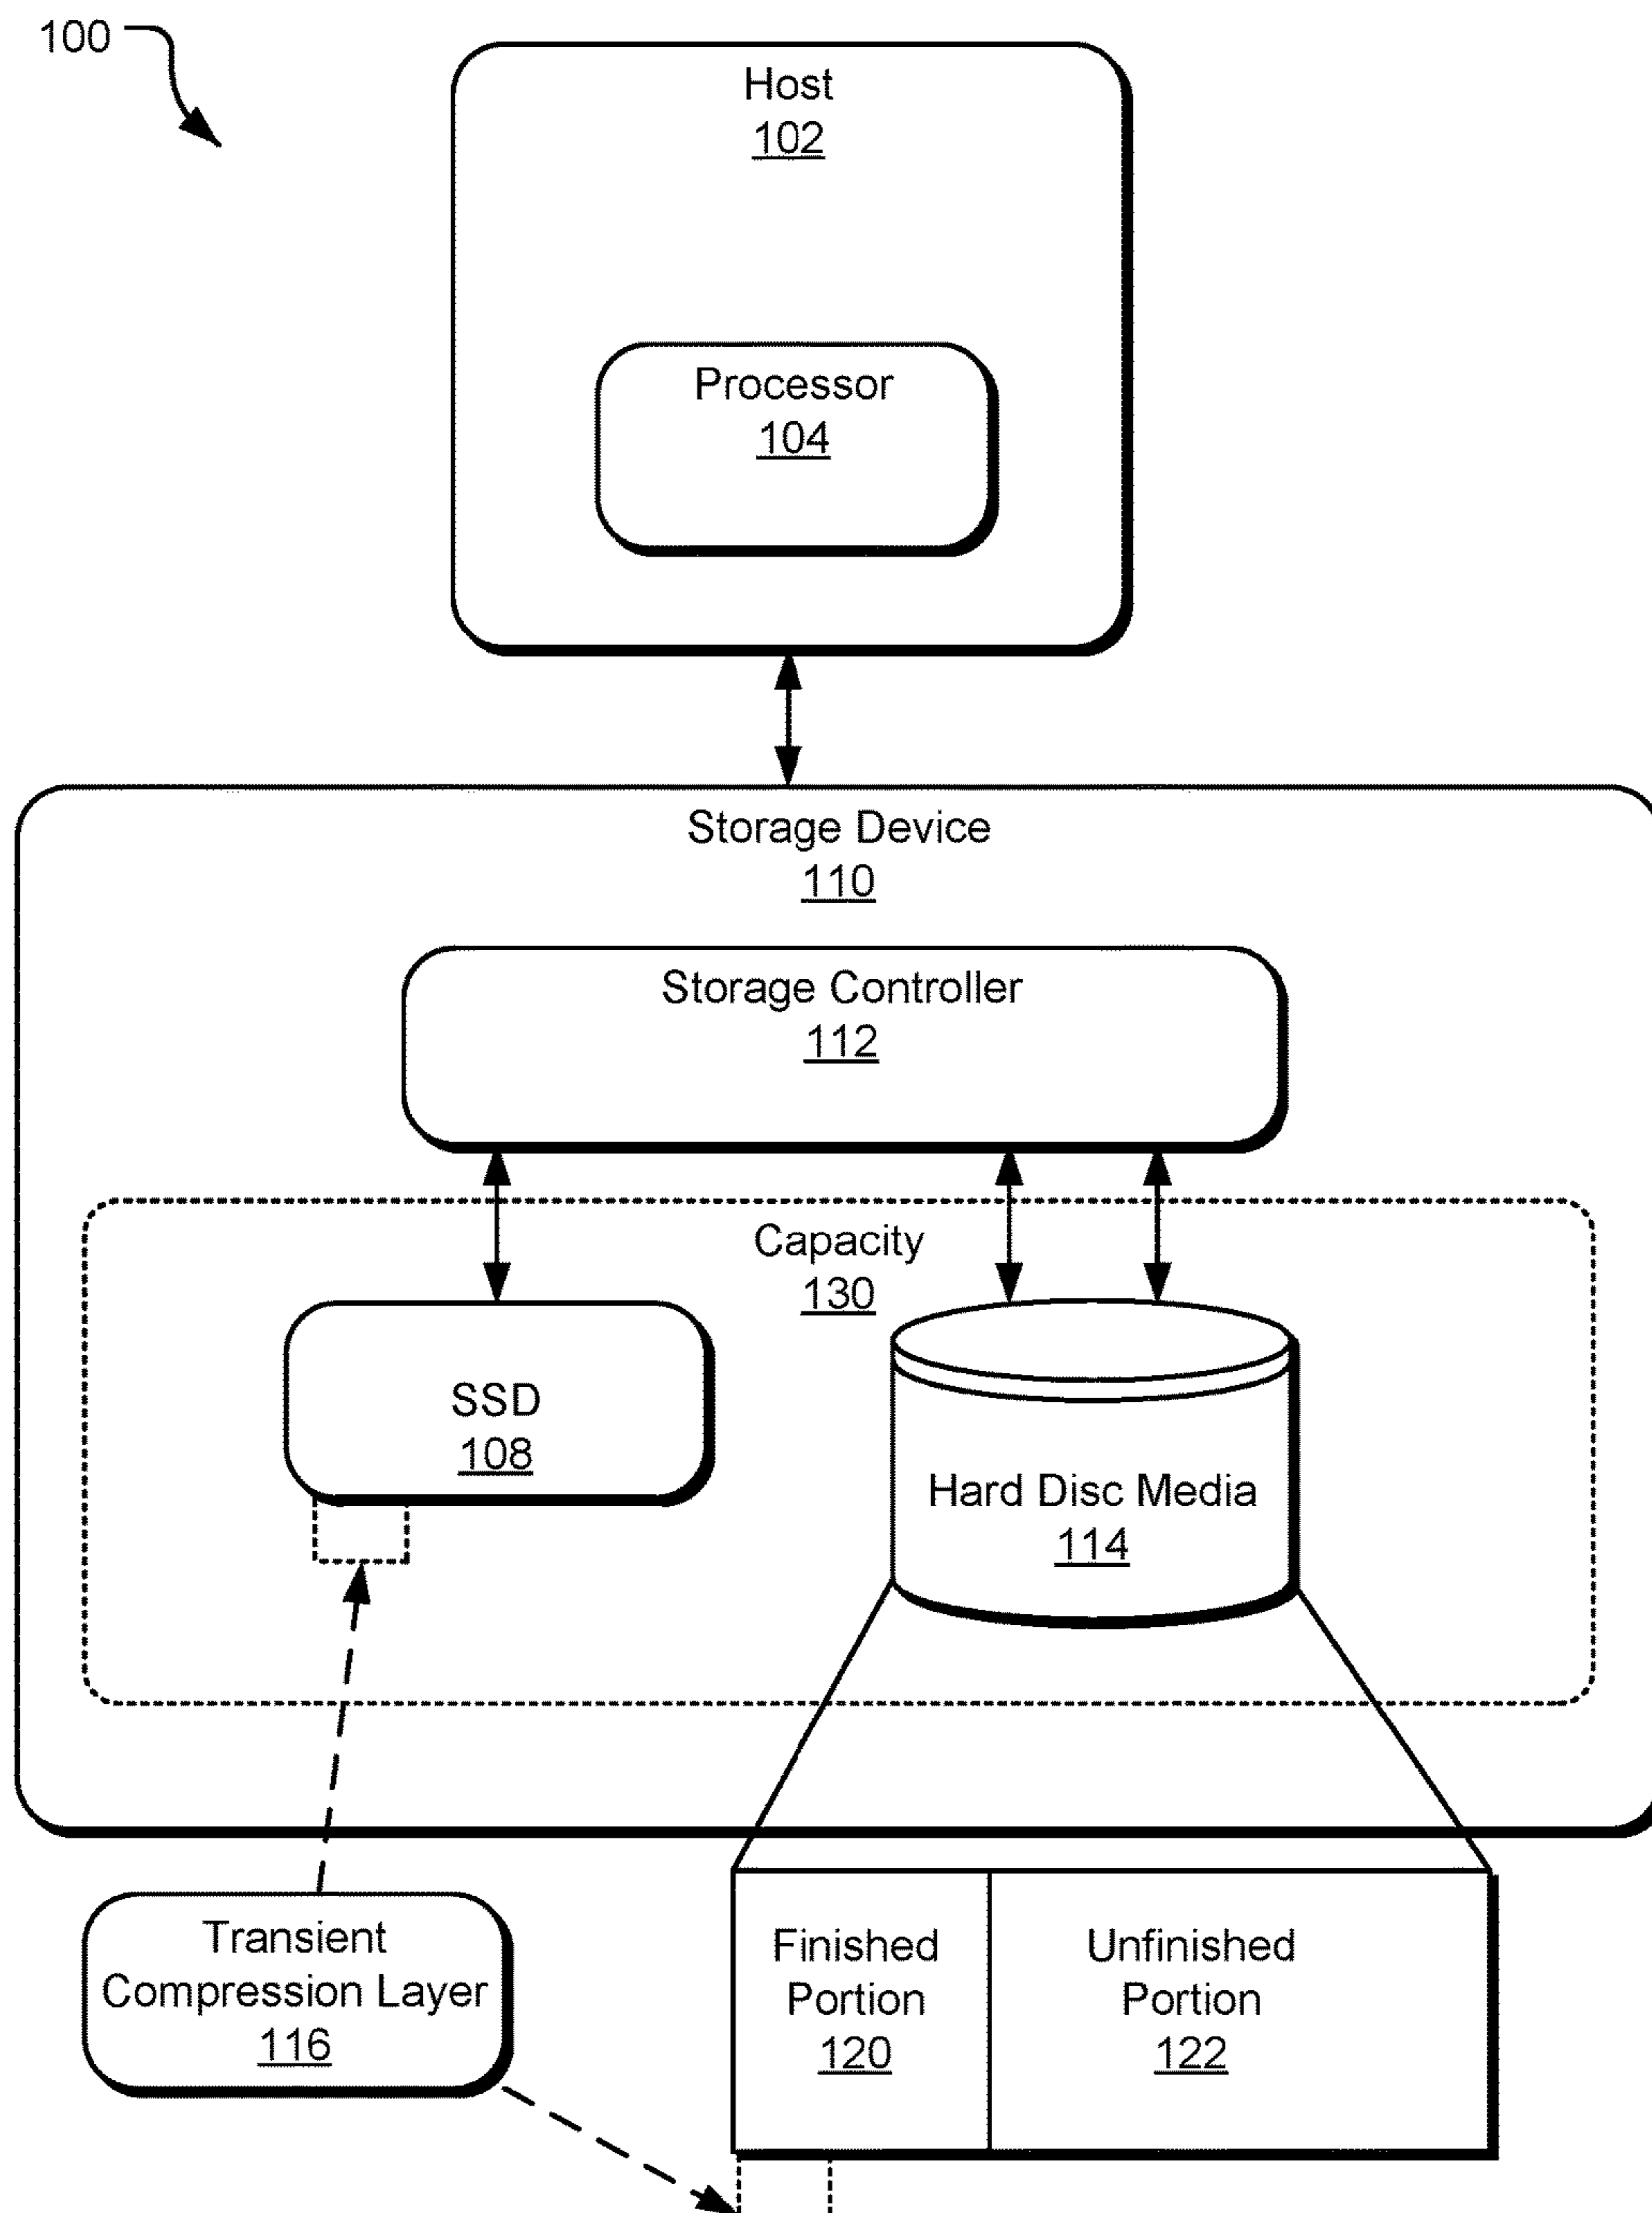 100
Host
102
Processor
104
Storage Device
110
Storage Controller
112
Capacity
130
SSD
108
Hard Disc Media
114
Transient
Compression Layer
116
Finished
Portion
120
Unfinished
Portion
122